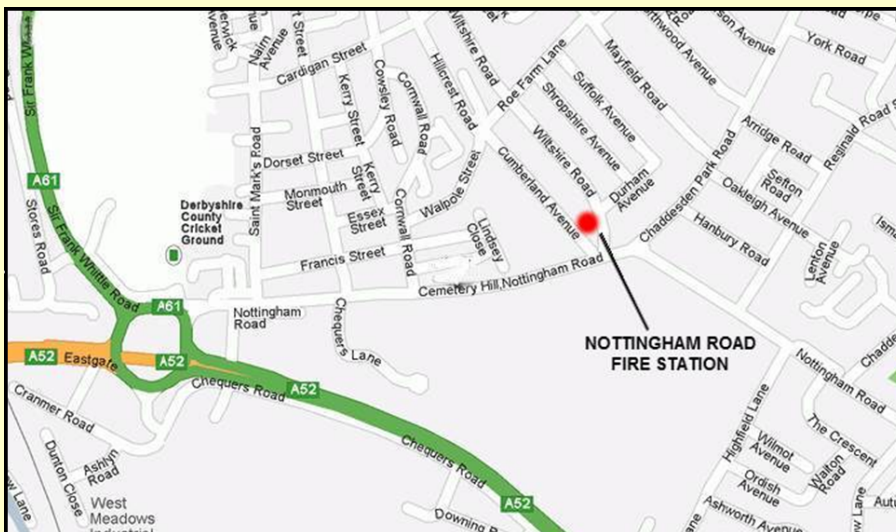 Sir Frank Whittle
Nairn
Avenue
Cardigan Street
Kerry Street
Cowsley Road
Cornwall Road
Hillcrest Road
Wiltshire Road
Roe Farm Lane
Mayfield Road
Avenue
York Road
Suffolk Avenue
Shropshire Avenue
Wiltshire Road
Arridge Road
Reginald Road
Sefton
Road
Oakleigh Avenue
Chaddesden Park Road
Hanbury Road
Lenton
Avenue
Durham
Avenue
Cumberland Avenue
Walpole Street
Lindsey
Close
Saint Mark's Road
Dorset Street
Kerry
Street
Monmouth
Street
Essex
Street
Cornwall Road
Francis Street
A61
Stores Road
Sir Frank Whittle Road
Derbyshire
County
Cricket
Ground
Cemetery Hill,Nottingham Road
A61
Nottingham
Road
Chequers Lane
NOTTINGHAM ROAD
FIRE STATION
A52
Eastgate
A52
Chequers Road
A52
Nottingham Road
Cranmer Road
Ashlyn
Road
Dunton Close
Chequers Road
A52
Highfield Lane
The Crescent
Wilmot
Avenue
Walton
Road
Ordish
Avenue
Ashworth Avenue
West
Meadows
Downing